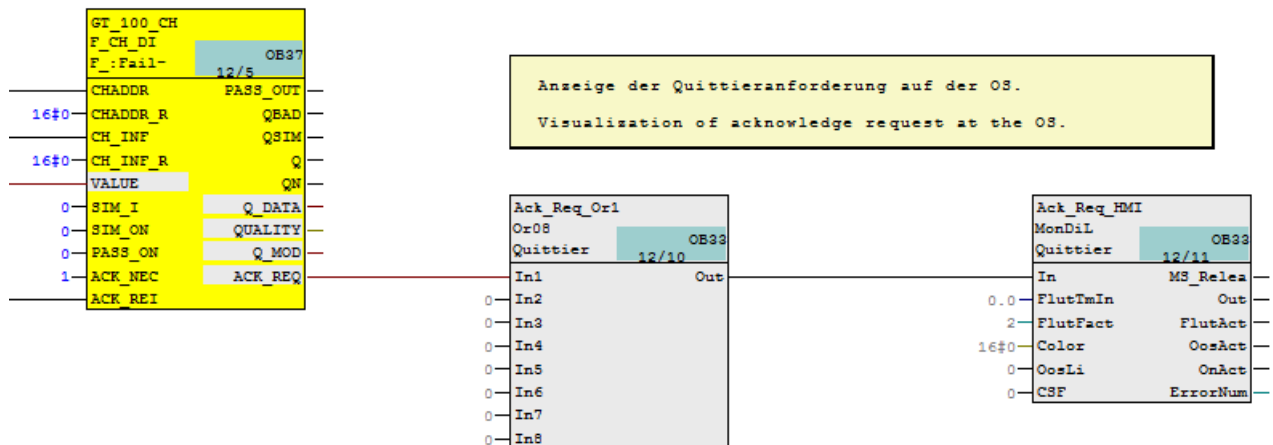 GT_100_CH
F_CH_DI
F_:Fail-
OB37
12/5
CHADDR PASS_OUT
16#0 CHADDR_R QBAD
CH_INF QSIM
16#0 CH_INF_R Q
VALUE QN
0 SIM_I Q_DATA
0 SIM_ON QUALITY
0 PASS_ON Q_MOD
1 ACK_NEC ACK_REQ
ACK_REI
Anzeige der Quittieranforderung auf der OS.
Visualization of acknowledge request at the OS.
Ack_Req_Or1
Or08
Quittier
OB33
12/10
In1 Out
0 In2
0 In3
0 In4
0 In5
0 In6
0 In7
0 In8
Ack_Req_HMI
MonDiL
Quittier
OB33
12/11
In MS_Relea
0.0 FlutTmIn Out
2 FlutFact FlutAct
16#0 Color OosAct
0 OosLi OnAct
0 CSF ErrorNum